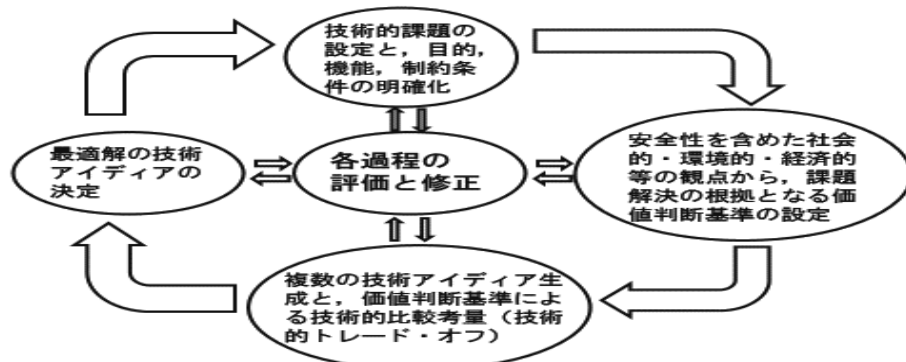 技術的課題の
設定と，目的，
機能，制約条
件の明確化
最適解の技術
アイディアの
決定
各過程の
評価と修正
安全性を含めた社会
的・環境的・経済的
等の観点から，課題
解決の根拠となる価
値判断基準の設定
複数の技術アイディア生
成と，価値判断基準によ
る技術的比較考量（技術
的トレード・オフ）